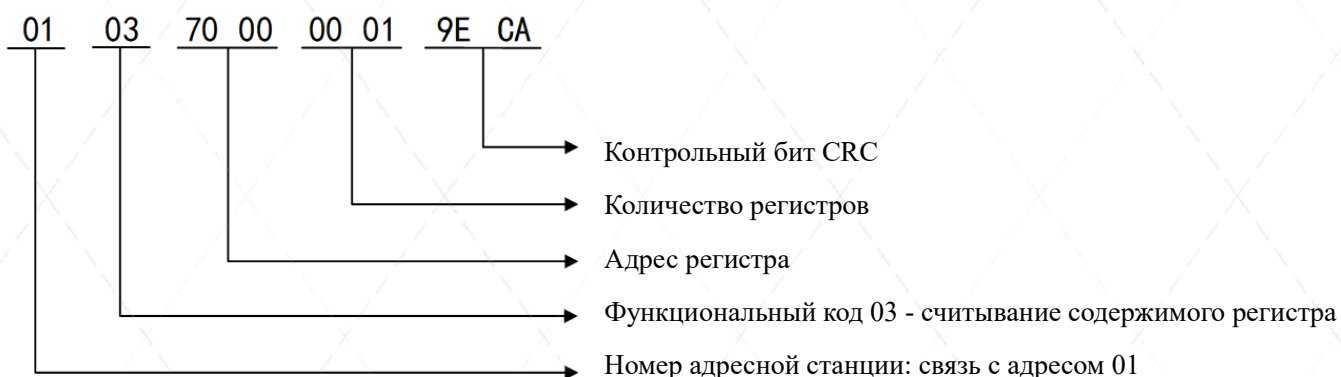 01 03 70 00 00 01 9E CA
Контрольный бит CRC
Количество регистров
Адрес регистра
Функциональный код 03 - считывание содержимого регистра
Номер адресной станции: связь с адресом 01